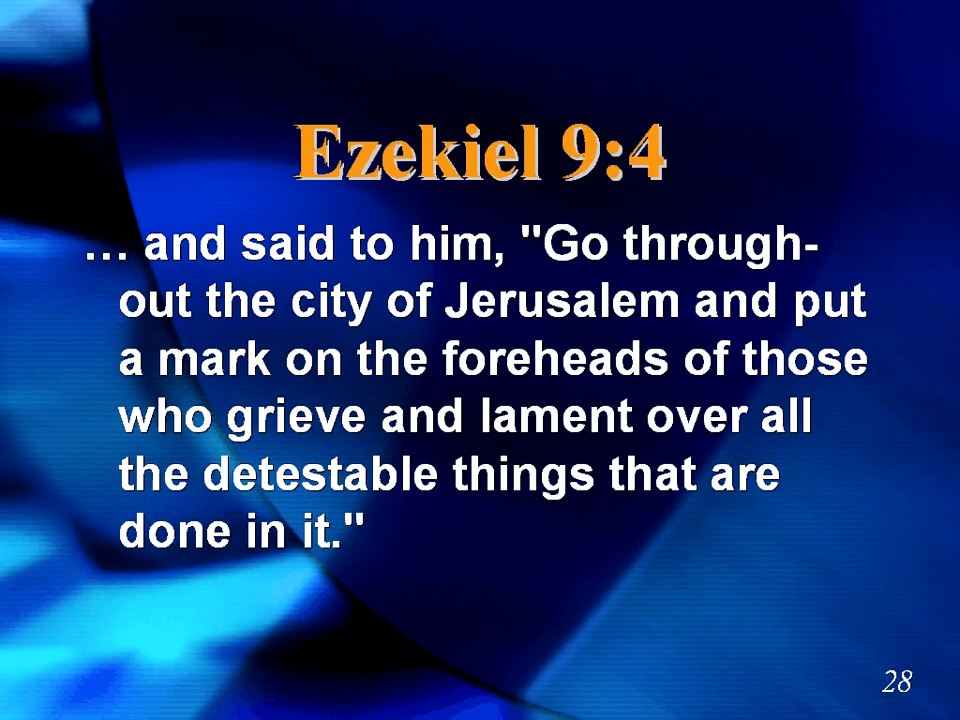 Ezekiel 9:4
… and said to him, "Go through-
out the city of Jerusalem and put
a mark on the foreheads of those
who grieve and lament over all
the detestable things that are
done in it."
28